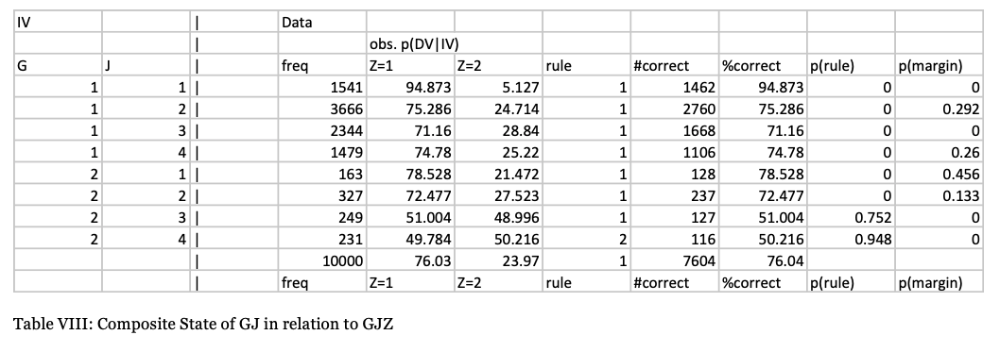 IV | Data
| obs. p(DV|IV)
G J | freq Z=1 Z=2 rule #correct %correct p(rule) p(margin)
1 1 | 1541 94.873 5.127 1 1462 94.873 0 0
1 2 | 3666 75.286 24.714 1 2760 75.286 0 0.292
1 3 | 2344 71.16 28.84 1 1668 71.16 0 0
1 4 | 1479 74.78 25.22 1 1106 74.78 0 0.26
2 1 | 163 78.528 21.472 1 128 78.528 0 0.456
2 2 | 327 72.477 27.523 1 237 72.477 0 0.133
2 3 | 249 51.004 48.996 1 127 51.004 0.752 0
2 4 | 231 49.784 50.216 2 116 50.216 0.948 0
| 10000 76.03 23.97 1 7604 76.04
| freq Z=1 Z=2 rule #correct %correct p(rule) p(margin)
Table VIII: Composite State of GJ in relation to GJZ